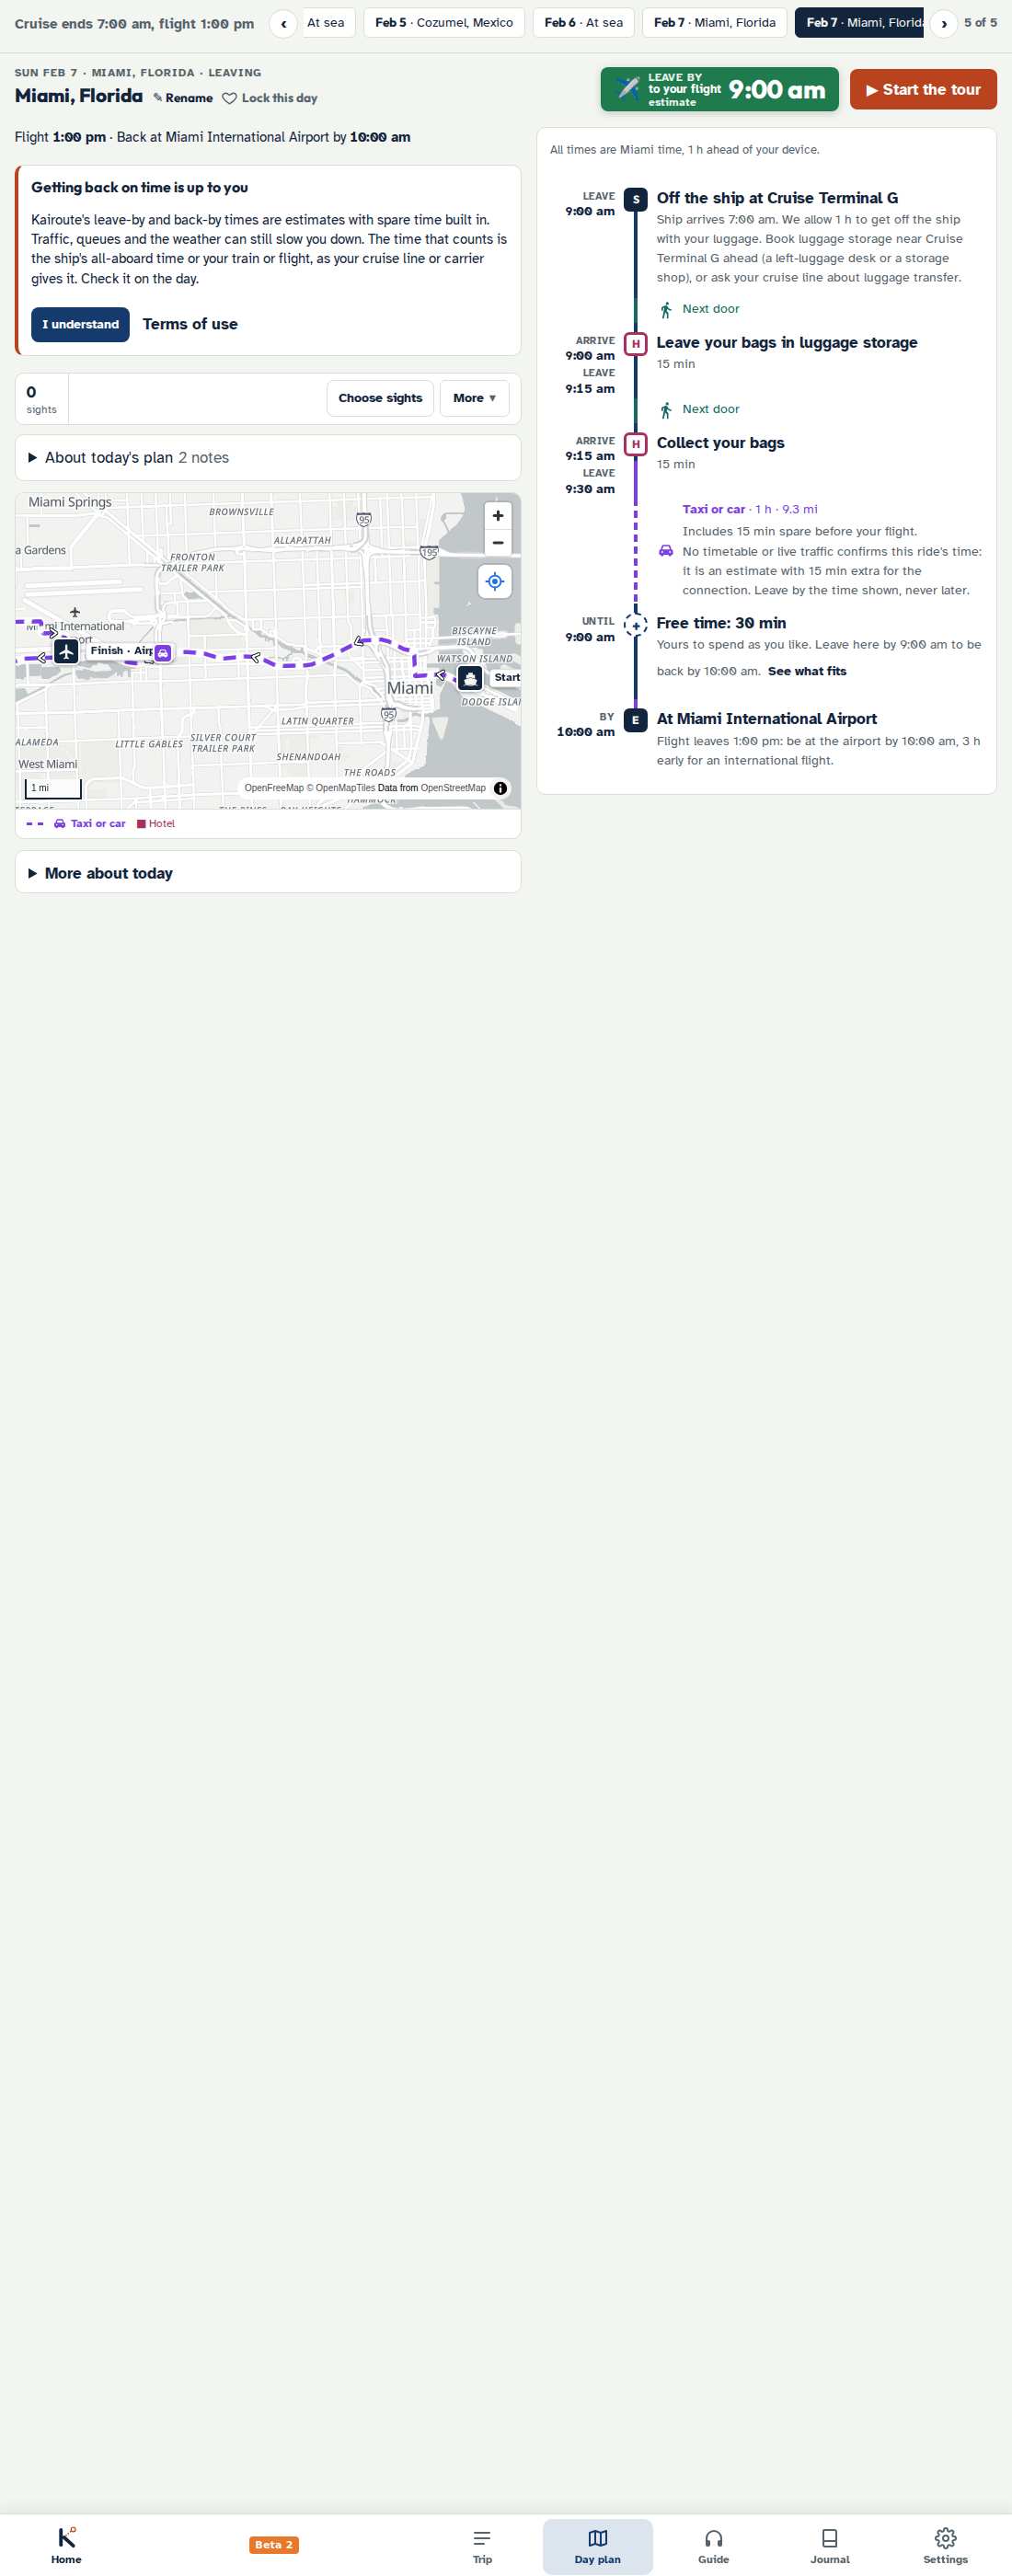 Cruise ends 7:00 am, flight 1:00 pm
‹
At sea
Feb 5 · Cozumel, Mexico
Feb 6 · At sea
Feb 7 · Miami, Florida
Feb 7 · Miami, Florida
›
5 of 5
SUN FEB 7 · MIAMI, FLORIDA · LEAVING
Miami, Florida
✎ Rename
Lock this day
LEAVE BY
to your flight
estimate
9:00 am
▶ Start the tour
Flight 1:00 pm · Back at Miami International Airport by 10:00 am
Getting back on time is up to you
Kairoute's leave-by and back-by times are estimates with spare time built in.
Traffic, queues and the weather can still slow you down. The time that counts is
the ship's all-aboard time or your train or flight, as your cruise line or carrier
gives it. Check it on the day.
I understand
Terms of use
0
sights
Choose sights
More ▼
▶ About today's plan 2 notes
Miami Springs
BROWNSVILLE
95
ALLAPATTAH
195
a Gardens
FRONTON
TRAILER PARK
+
−
Finish · Airp
BISCAYNE
ISLAND
WATSON ISLAND
Miami
Start
DODGE ISLA
95
LATIN QUARTER
ALAMEDA
LITTLE GABLES
SILVER COURT
TRAILER PARK
SHENANDOAH
West Miami
THE ROADS
1 mi
OpenFreeMap © OpenMapTiles Data from OpenStreetMap
Taxi or car
Hotel
▶ More about today
All times are Miami time, 1 h ahead of your device.
LEAVE
9:00 am
S
Off the ship at Cruise Terminal G
Ship arrives 7:00 am. We allow 1 h to get off the ship
with your luggage. Book luggage storage near Cruise
Terminal G ahead (a left-luggage desk or a storage
shop), or ask your cruise line about luggage transfer.
Next door
ARRIVE
9:00 am
LEAVE
9:15 am
H
Leave your bags in luggage storage
15 min
Next door
ARRIVE
9:15 am
LEAVE
9:30 am
H
Collect your bags
15 min
Taxi or car · 1 h · 9.3 mi
Includes 15 min spare before your flight.
No timetable or live traffic confirms this ride's time:
it is an estimate with 15 min extra for the
connection. Leave by the time shown, never later.
UNTIL
9:00 am
+
Free time: 30 min
Yours to spend as you like. Leave here by 9:00 am to be
back by 10:00 am. See what fits
BY
10:00 am
E
At Miami International Airport
Flight leaves 1:00 pm: be at the airport by 10:00 am, 3 h
early for an international flight.
K
Home
Beta 2
Trip
Day plan
Guide
Journal
Settings